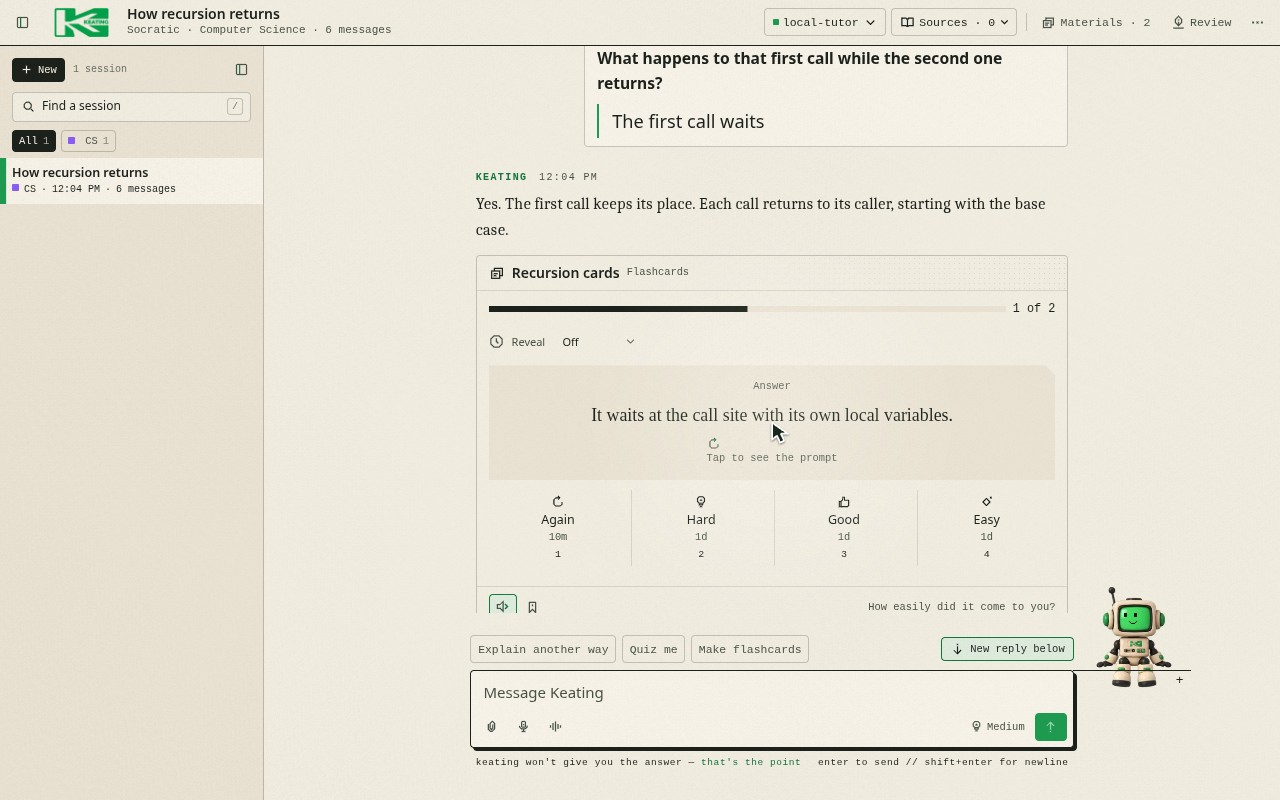 How recursion returns
Socratic · Computer Science · 6 messages
KEATING
local-tutor
Sources · 0
Materials · 2
Review
New
1 session
Find a session
/
All 1
CS 1
How recursion returns
CS · 12:04 PM · 6 messages
What happens to that first call while the second one
returns?
The first call waits
KEATING 12:04 PM
Yes. The first call keeps its place. Each call returns to its caller, starting with the base
case.
Recursion cards Flashcards
1 of 2
Reveal Off
Answer
It waits at the call site with its own local variables.
Tap to see the prompt
Again Hard Good Easy
10m 1d 1d 1d
1 2 3 4
How easily did it come to you?
Explain another way
Quiz me
Make flashcards
New reply below
Message Keating
Medium
keating won't give you the answer — that's the point
enter to send // shift+enter for newline